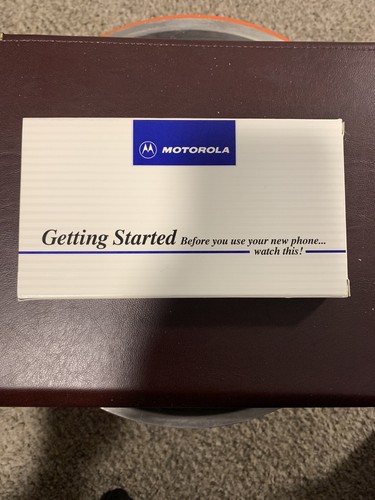 MOTOROLA
Getting Started Before you use your new phone...
watch this!